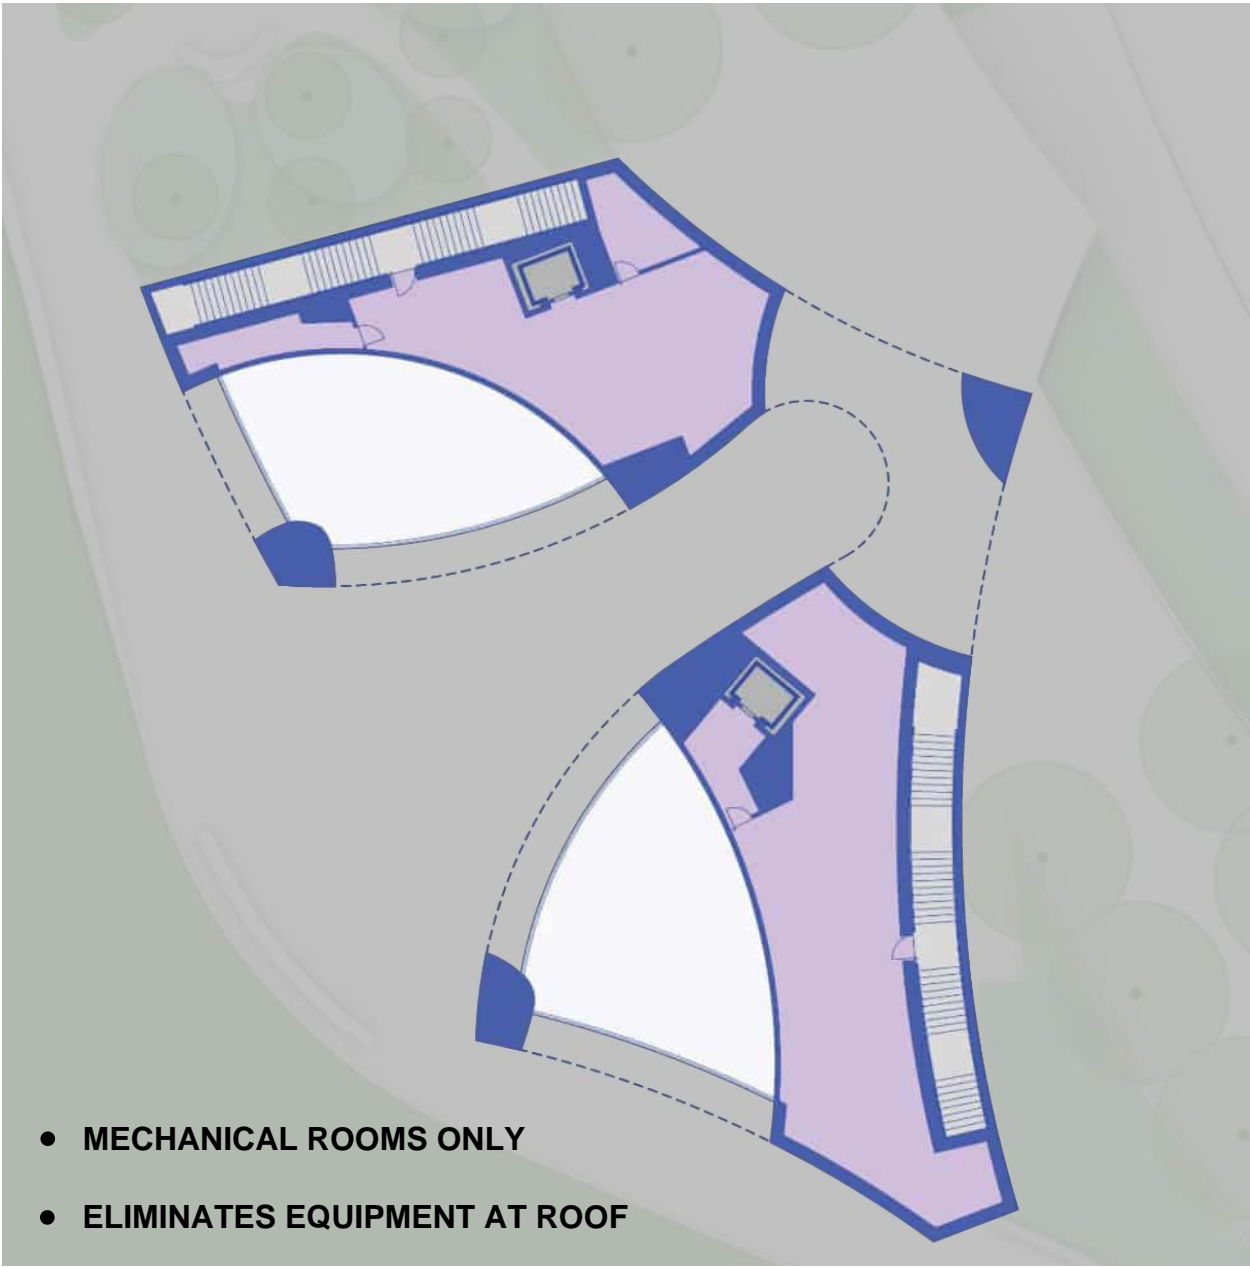 • MECHANICAL ROOMS ONLY
• ELIMINATES EQUIPMENT AT ROOF